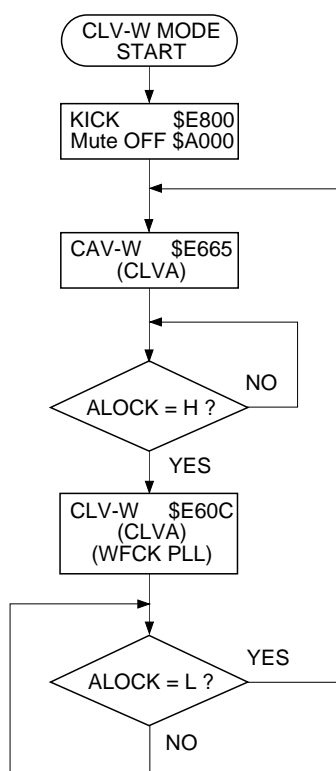 CLV-W MODE
START
KICK $E800
Mute OFF $A000
CAV-W $E665
(CLVA)
ALOCK = H ?
NO
YES
CLV-W $E60C
(CLVA)
(WFCK PLL)
ALOCK = L ?
YES
NO